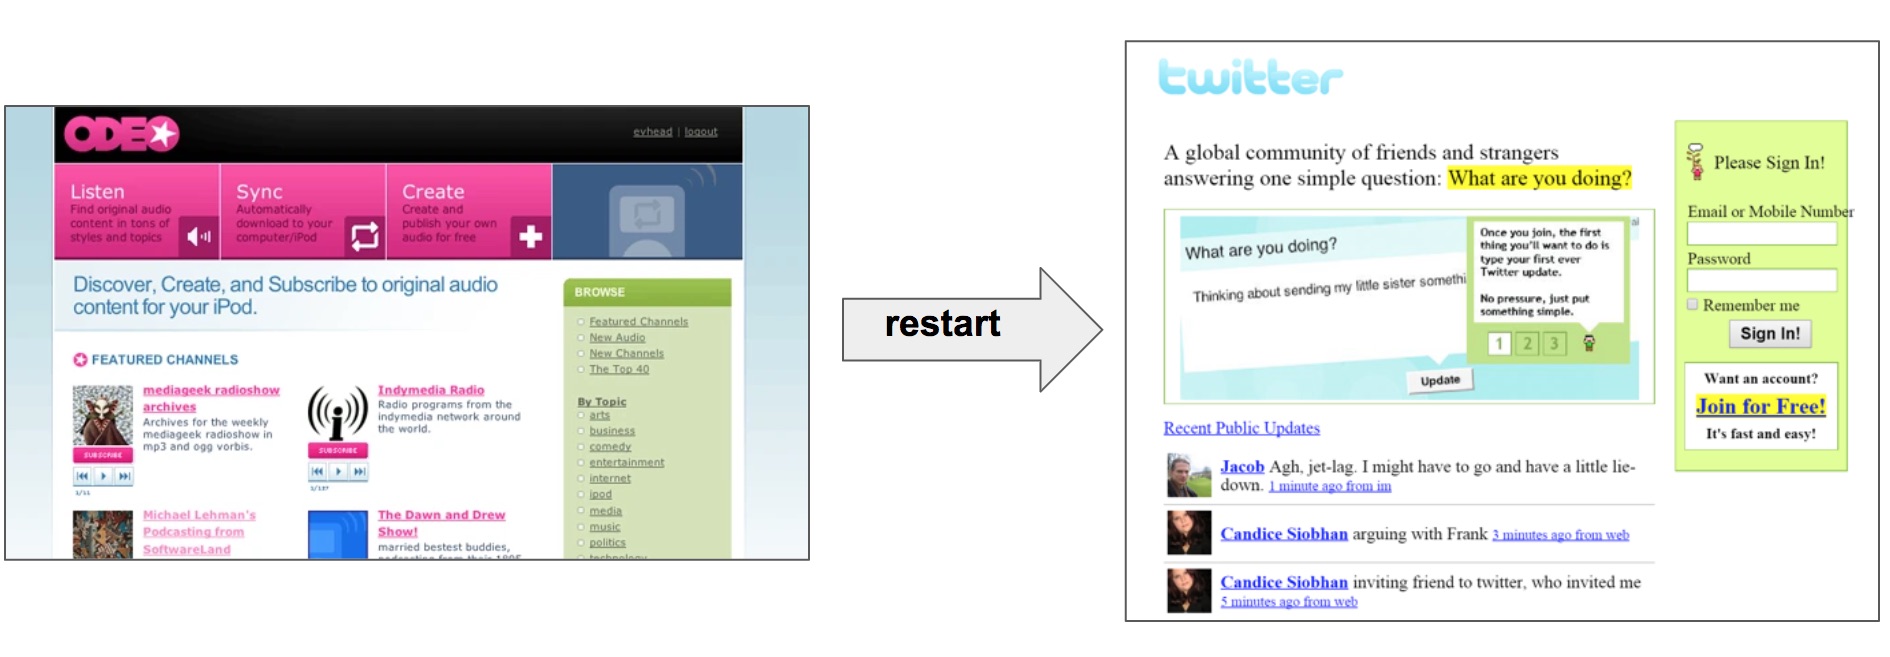 ODEO
evhead | logout
Listen
Find original audio
content in tons of
styles and topics
Sync
Automatically
download to your
computer/iPod
Create
Create and
publish your own
audio for free
Discover, Create, and Subscribe to original audio
content for your iPod.
FEATURED CHANNELS
mediageek radioshow
archives
Archives for the weekly
mediageek radioshow in
mp3 and ogg vorbis.
SUBSCRIBE
1/11
Indymedia Radio
Radio programs from the
indymedia network around
the world.
SUBSCRIBE
1/137
Michael Lehman's
Podcasting from
SoftwareLand
The Dawn and Drew
Show!
married bestest buddies,
BROWSE
Featured Channels
New Audio
New Channels
The Top 40
By Topic
arts
business
comedy
entertainment
internet
ipod
media
music
politics
technology
restart
twitter
A global community of friends and strangers
answering one simple question: What are you doing?
What are you doing?
Thinking about sending my little sister somethi
Once you join, the first
thing you'll want to do is
type your first ever
Twitter update.
No pressure, just put
something simple.
1 2 3
Update
Recent Public Updates
Jacob Agh, jet-lag. I might have to go and have a little lie-
down. 1 minute ago from im
Candice Siobhan arguing with Frank 3 minutes ago from web
Candice Siobhan inviting friend to twitter, who invited me
5 minutes ago from web
Please Sign In!
Email or Mobile Number
Password
Remember me
Sign In!
Want an account?
Join for Free!
It's fast and easy!